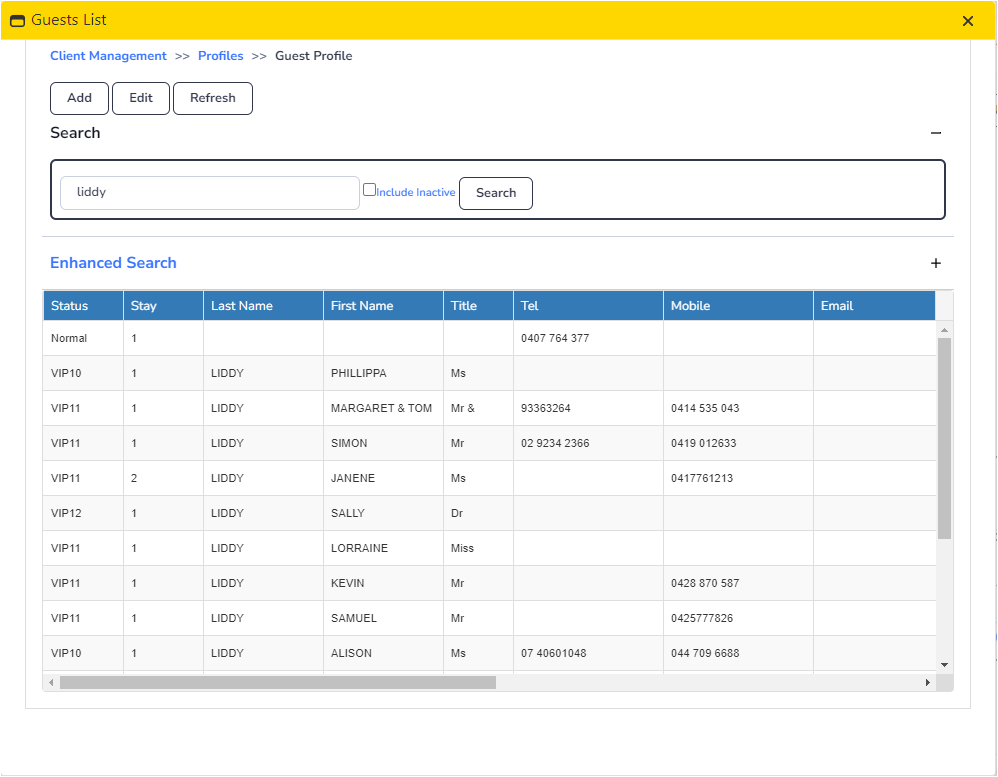 Guests List
Client Management >> Profiles >> Guest Profile
Add Edit Refresh
Search
liddy Include Inactive Search
Enhanced Search
Status Stay Last Name First Name Title Tel Mobile Email
Normal 1 0407 764 377
VIP10 1 LIDDY PHILLIPPA Ms
VIP11 1 LIDDY MARGARET & TOM Mr & 93363264 0414 535 043
VIP11 1 LIDDY SIMON Mr 02 9234 2366 0419 012633
VIP11 2 LIDDY JANENE Ms 0417761213
VIP12 1 LIDDY SALLY Dr
VIP11 1 LIDDY LORRAINE Miss
VIP11 1 LIDDY KEVIN Mr 0428 870 587
VIP11 1 LIDDY SAMUEL Mr 0425777826
VIP10 1 LIDDY ALISON Ms 07 40601048 044 709 6688